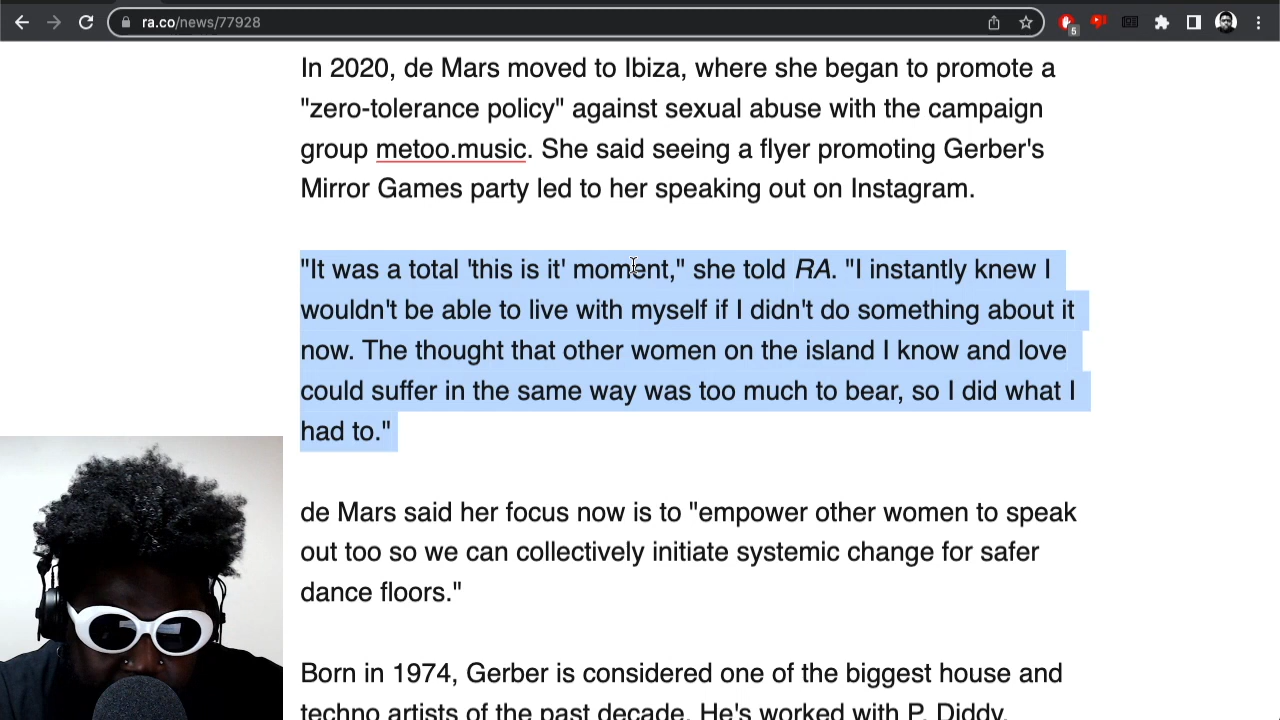 ra.co/news/77928
5
In 2020, de Mars moved to Ibiza, where she began to promote a
"zero-tolerance policy" against sexual abuse with the campaign
group metoo.music. She said seeing a flyer promoting Gerber's
Mirror Games party led to her speaking out on Instagram.
"It was a total 'this is it' moment," she told RA. "I instantly knew I
wouldn't be able to live with myself if I didn't do something about it
now. The thought that other women on the island I know and love
could suffer in the same way was too much to bear, so I did what I
had to."
de Mars said her focus now is to "empower other women to speak
out too so we can collectively initiate systemic change for safer
dance floors."
Born in 1974, Gerber is considered one of the biggest house and
techno artists of the past decade. He's worked with P. Diddy,